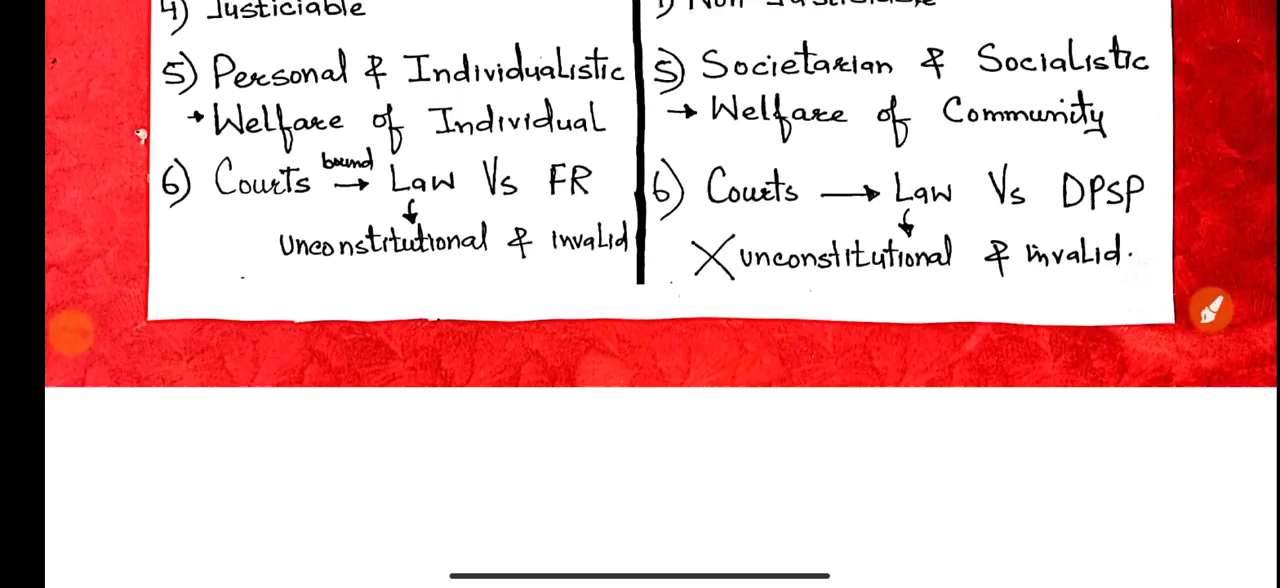 4) Justiciable
5) Personal & Individualistic
→ Welfare of Individual
6) Courts bound → Law Vs FR
↓
Unconstitutional & invalid
5) Societarian & Socialistic
→ Welfare of Community
6) Courts → Law Vs DPSP
↓
X unconstitutional & invalid.